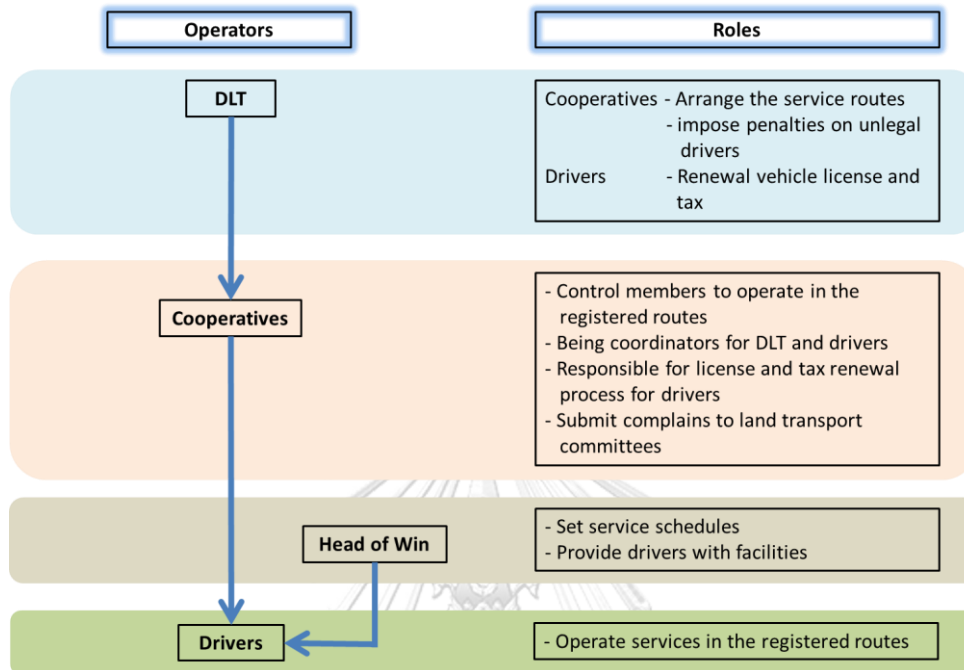 Operators
Roles
DLT
Cooperatives - Arrange the service routes
- impose penalties on unlegal
drivers
Drivers - Renewal vehicle license and
tax
Cooperatives
- Control members to operate in the
registered routes
- Being coordinators for DLT and drivers
- Responsible for license and tax renewal
process for drivers
- Submit complains to land transport
committees
Head of Win
- Set service schedules
- Provide drivers with facilities
Drivers
- Operate services in the registered routes